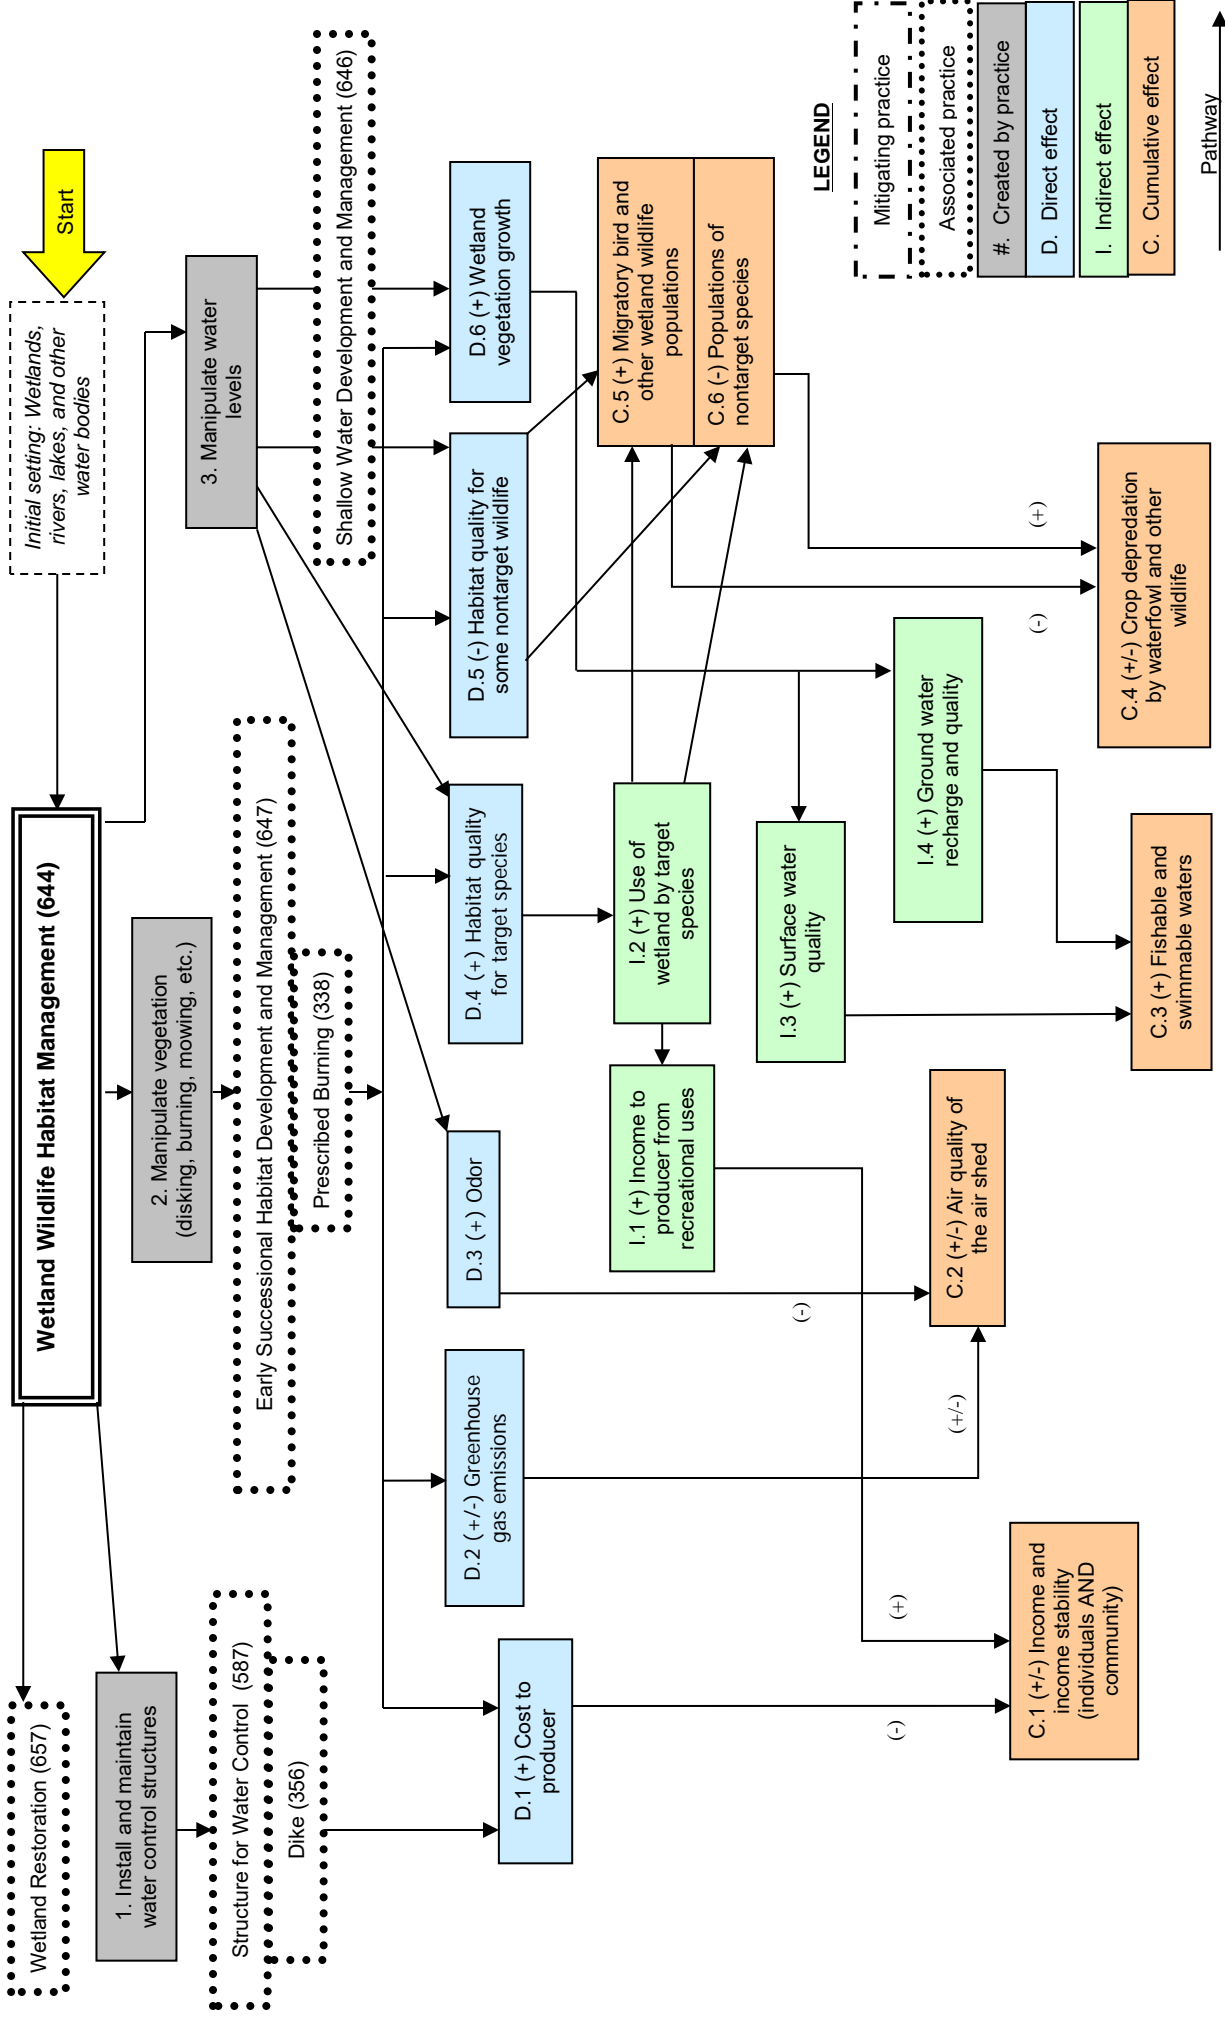 Start
Initial setting: Wetlands,
rivers, lakes, and other
water bodies
Wetland Wildlife Habitat Management (644)
Wetland Restoration (657)
1. Install and maintain
water control structures
2. Manipulate vegetation
(disking, burning, mowing, etc.)
3. Manipulate water
levels
Structure for Water Control  (587)
Dike (356)
Early Successional Habitat Development and Management (647)
Prescribed Burning (338)
Shallow Water Development and Management (646)
D.1 (+) Cost to
producer
D.2 (+/-) Greenhouse
gas emissions
D.3 (+) Odor
D.4 (+) Habitat quality
for target species
D.5 (-) Habitat quality for
some nontarget wildlife
D.6 (+) Wetland
vegetation growth
I.1 (+) Income to
producer from
recreational uses
I.2 (+) Use of
wetland by target
species
C.5 (+) Migratory bird and
other wetland wildlife
populations
C.6 (-) Populations of
nontarget species
I.3 (+) Surface water
quality
I.4 (+) Ground water
recharge and quality
(-)
(+)
(-)
(+/-)
(-)
(+)
C.1 (+/-) Income and
income stability
(individuals AND
community)
C.2 (+/-) Air quality of
the air shed
C.3 (+) Fishable and
swimmable waters
C.4 (+/-) Crop depredation
by waterfowl and other
wildlife
LEGEND
Mitigating practice
Associated practice
#.  Created by practice
D.  Direct effect
I.  Indirect effect
C.  Cumulative effect
Pathway